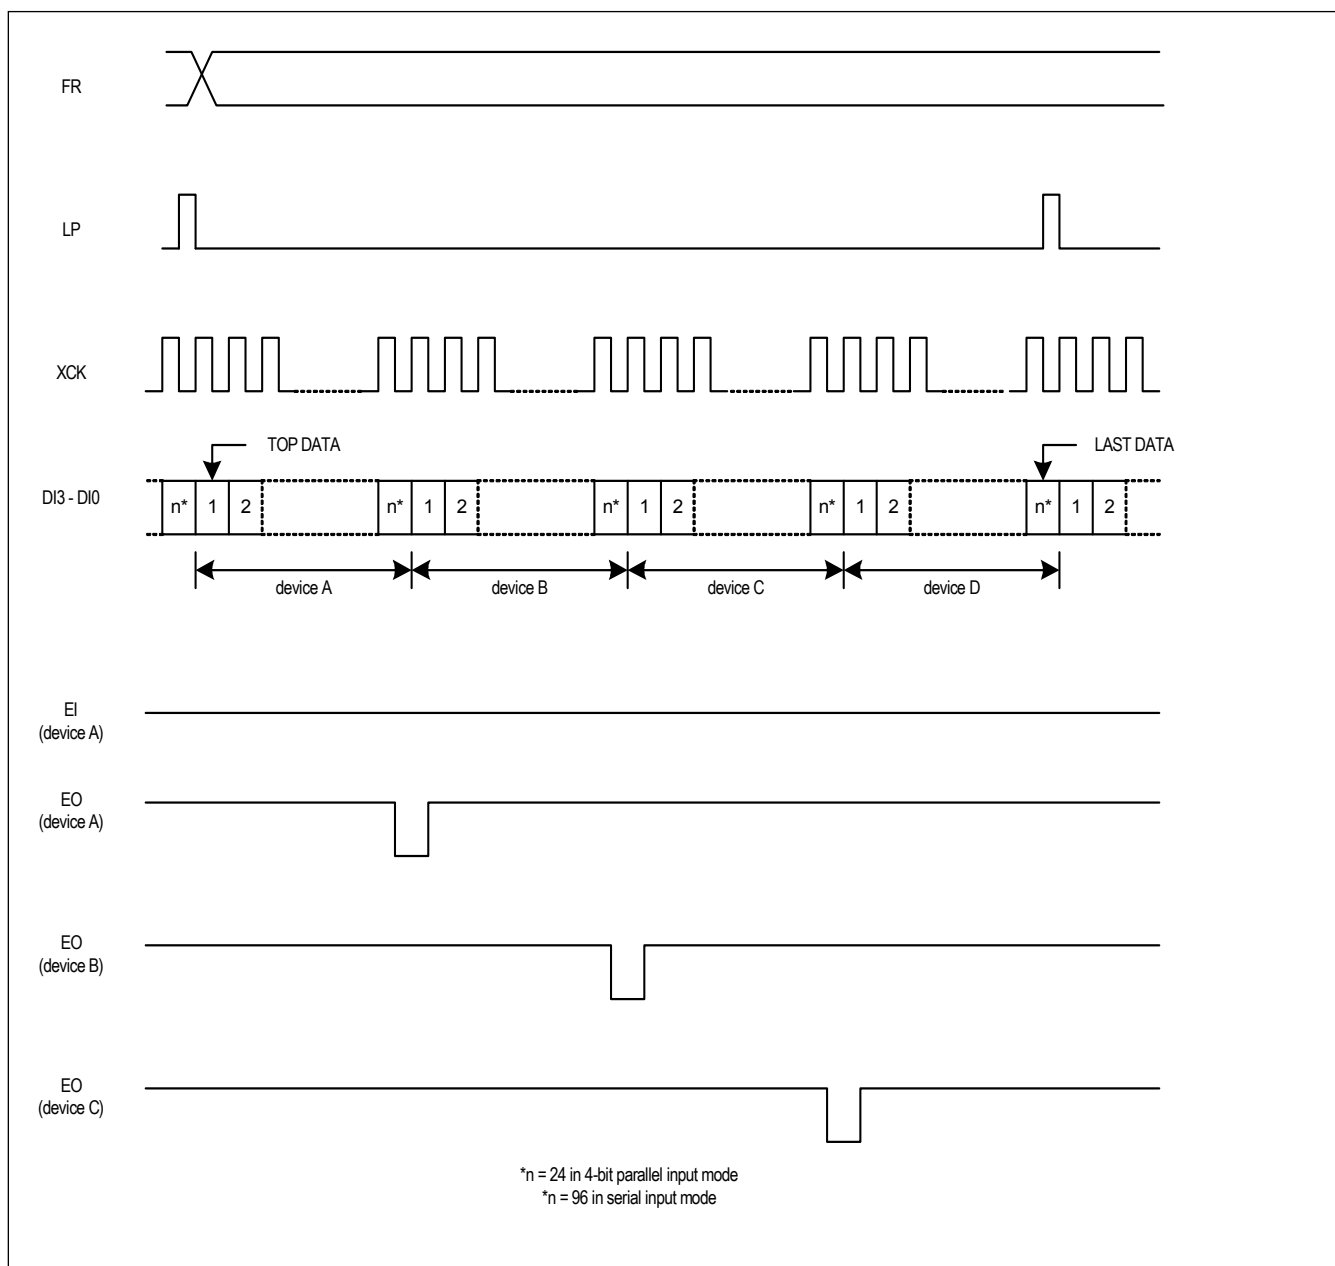 FR
LP
XCK
TOP DATA
LAST DATA
DI3 - DI0
n* 1 2 n* 1 2 n* 1 2 n* 1 2 n* 1 2
device A device B device C device D
EI
(device A)
EO
(device A)
EO
(device B)
EO
(device C)
*n = 24 in 4-bit parallel input mode
*n = 96 in serial input mode